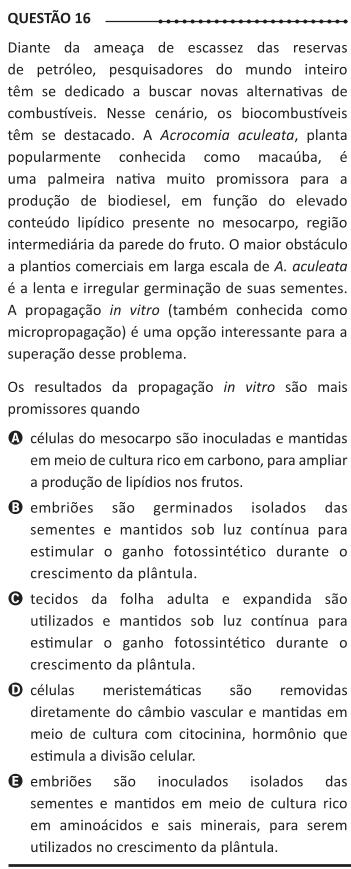 QUESTÃO 16
Diante da ameaça de escassez das reservas
de petróleo, pesquisadores do mundo inteiro
têm se dedicado a buscar novas alternativas de
combustíveis. Nesse cenário, os biocombustíveis
têm se destacado. A Acrocomia aculeata, planta
popularmente conhecida como macaúba, é
uma palmeira nativa muito promissora para a
produção de biodiesel, em função do elevado
conteúdo lipídico presente no mesocarpo, região
intermediária da parede do fruto. O maior obstáculo
a plantios comerciais em larga escala de A. aculeata
é a lenta e irregular germinação de suas sementes.
A propagação in vitro (também conhecida como
micropropagação) é uma opção interessante para a
superação desse problema.
Os resultados da propagação in vitro são mais
promissores quando
A células do mesocarpo são inoculadas e mantidas
em meio de cultura rico em carbono, para ampliar
a produção de lipídios nos frutos.
B embriões são germinados isolados das
sementes e mantidos sob luz contínua para
estimular o ganho fotossintético durante o
crescimento da plântula.
C tecidos da folha adulta e expandida são
utilizados e mantidos sob luz contínua para
estimular o ganho fotossintético durante o
crescimento da plântula.
D células meristemáticas são removidas
diretamente do câmbio vascular e mantidas em
meio de cultura com citocinina, hormônio que
estimula a divisão celular.
E embriões são inoculados isolados das
sementes e mantidos em meio de cultura rico
em aminoácidos e sais minerais, para serem
utilizados no crescimento da plântula.